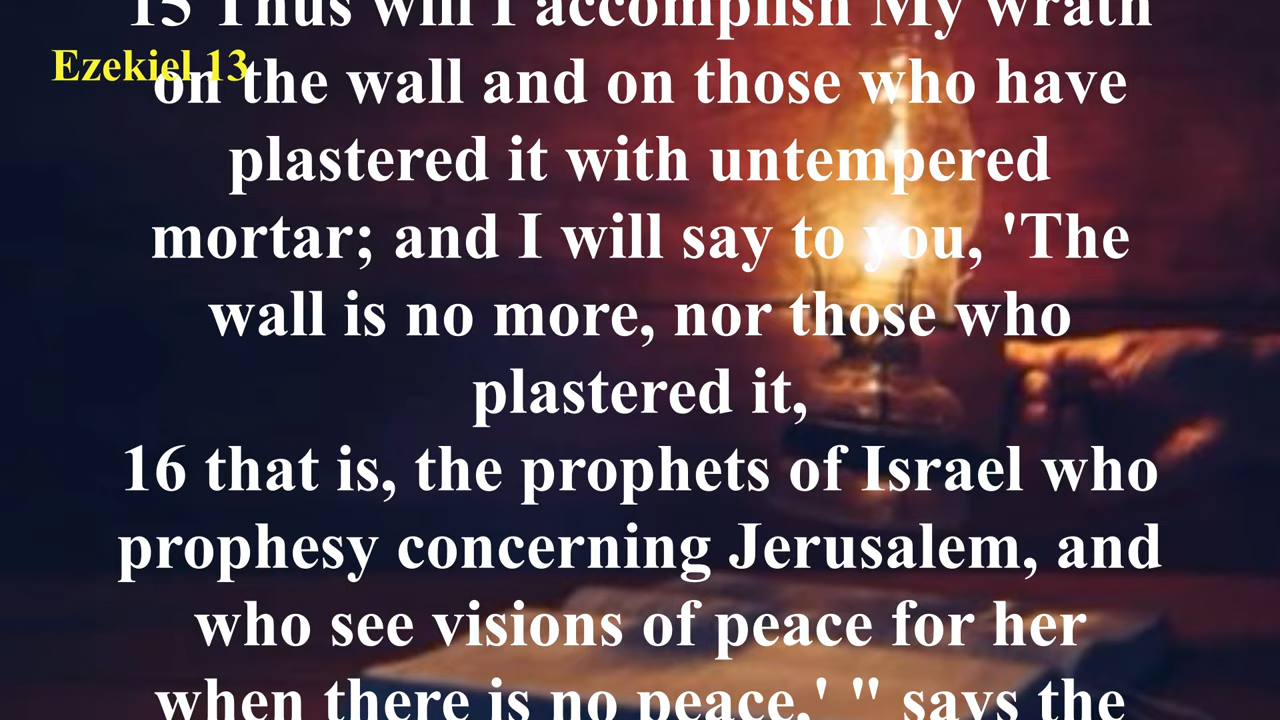 15 Thus will I accomplish My wrath
Ezekiel 13
on the wall and on those who have
plastered it with untempered
mortar; and I will say to you, 'The
wall is no more, nor those who
plastered it,
16 that is, the prophets of Israel who
prophesy concerning Jerusalem, and
who see visions of peace for her
when there is no peace,' " says the